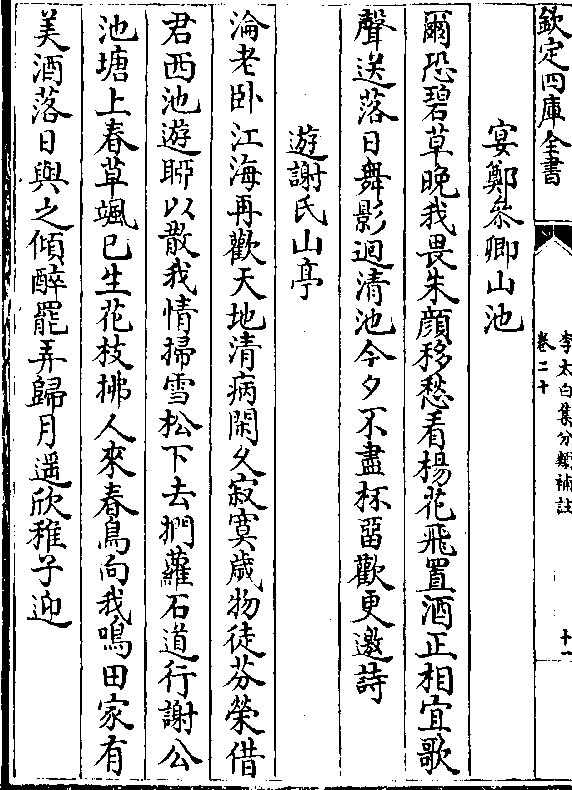 欽定四庫全書
李太白集分類補註
卷二十
十一
宴鄭叅卿山池
爾恐碧草晚我畏朱顔移愁看楊花飛置酒正相宜歌
聲送落日舞影迴清池今夕不盡杯留歡更邀詩
遊謝氏山亭
淪老卧江海再歡天地清病閑久寂寞歲物徒芬榮借
君西池遊聊以散我情掃雪松下去捫蘿石道行謝公
池塘上春草颯已生花枝拂人來春鳥向我鳴田家有
美酒落日與之傾醉罷弄歸月遥欣稚子迎